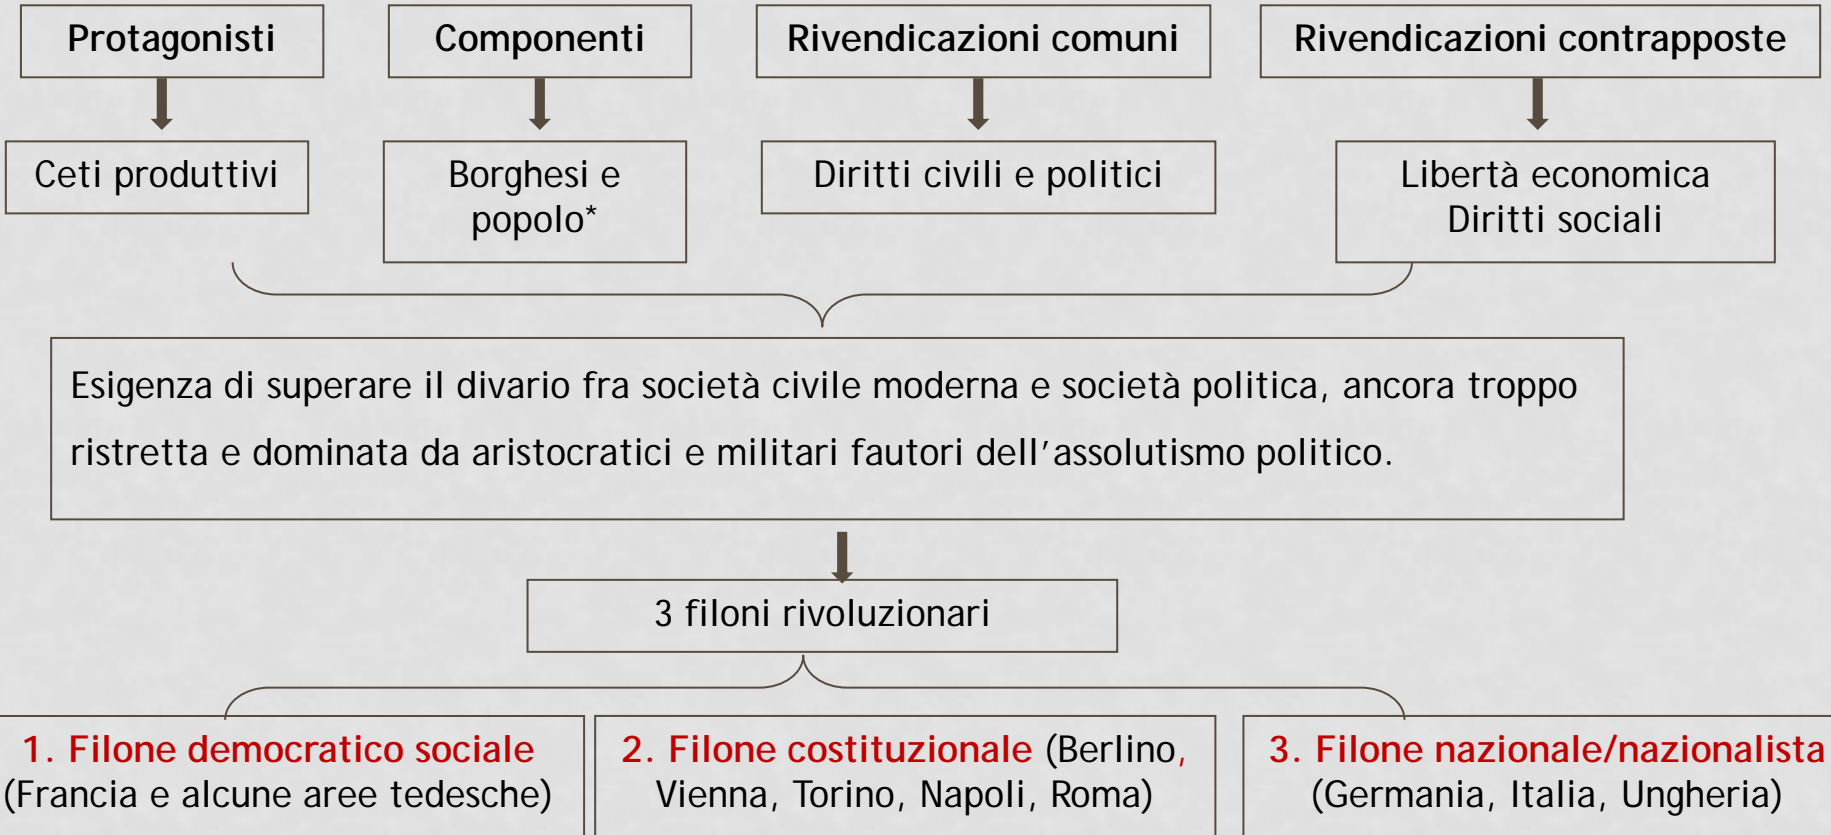 Protagonisti
Componenti
Rivendicazioni comuni
Rivendicazioni contrapposte
Ceti produttivi
Borghesi e
popolo*
Diritti civili e politici
Libertà economica
Diritti sociali
Esigenza di superare il divario fra società civile moderna e società politica, ancora troppo
ristretta e dominata da aristocratici e militari fautori dell'assolutismo politico.
3 filoni rivoluzionari
1. Filone democratico sociale
(Francia e alcune aree tedesche)
2. Filone costituzionale (Berlino,
Vienna, Torino, Napoli, Roma)
3. Filone nazionale/nazionalista
(Germania, Italia, Ungheria)